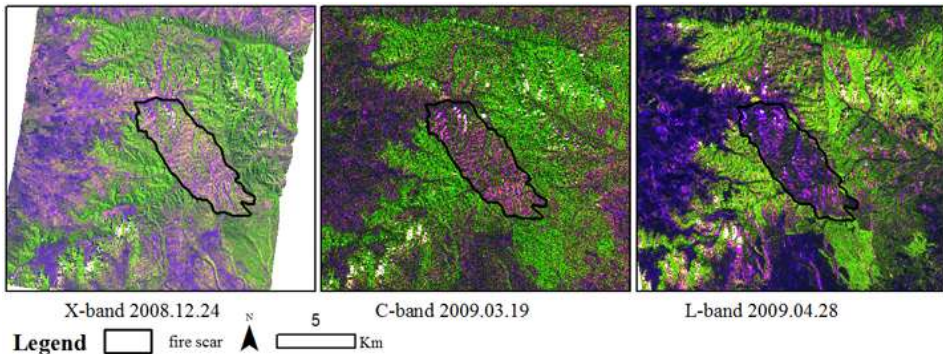 X-band 2008.12.24
C-band 2009.03.19
L-band 2009.04.28
Legend
fire scar
N
5
Km